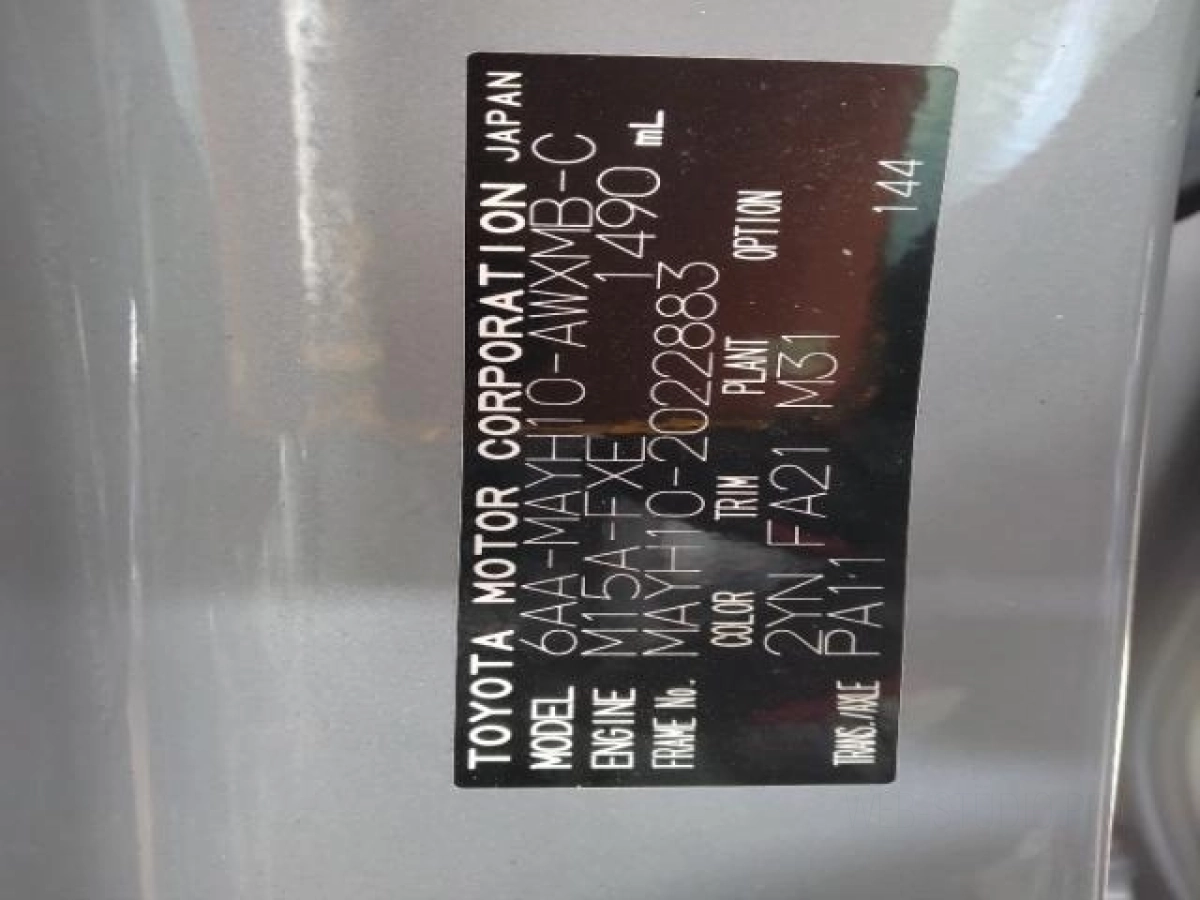 TOYOTA MOTOR CORPORATION JAPAN
MODEL 6AA-MAYH10-AWXMB-C
ENGINE M15A-FXE 1490 mL
FRAME No. MAYH10-2022883
COLOR TRIM PLANT OPTION
2YN FA21 M31
TRANS./AXLE PA11 144